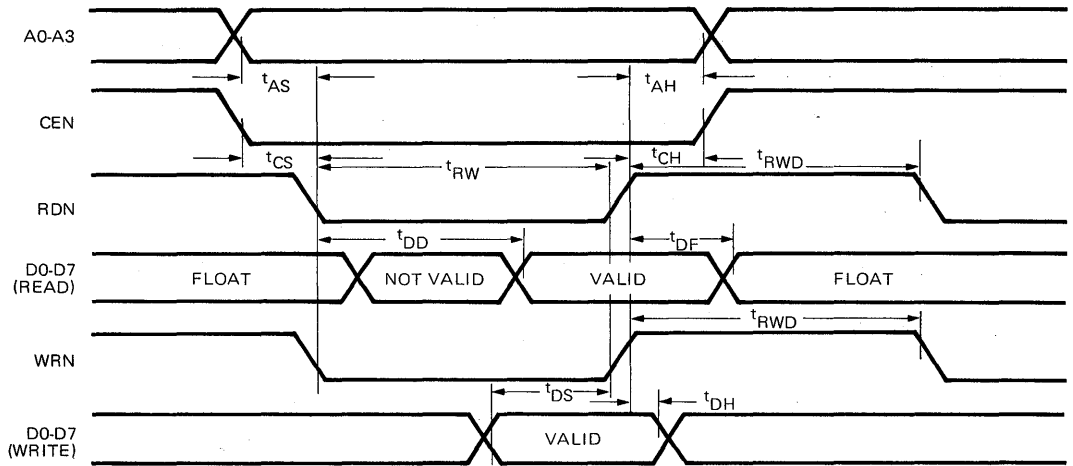 A0-A3
tAS
tAH
CEN
tCS
tRW
tCH
tRWD
RDN
tDD
tDF
D0-D7
(READ)
FLOAT
NOT VALID
VALID
FLOAT
tRWD
WRN
tDS
tDH
D0-D7
(WRITE)
VALID